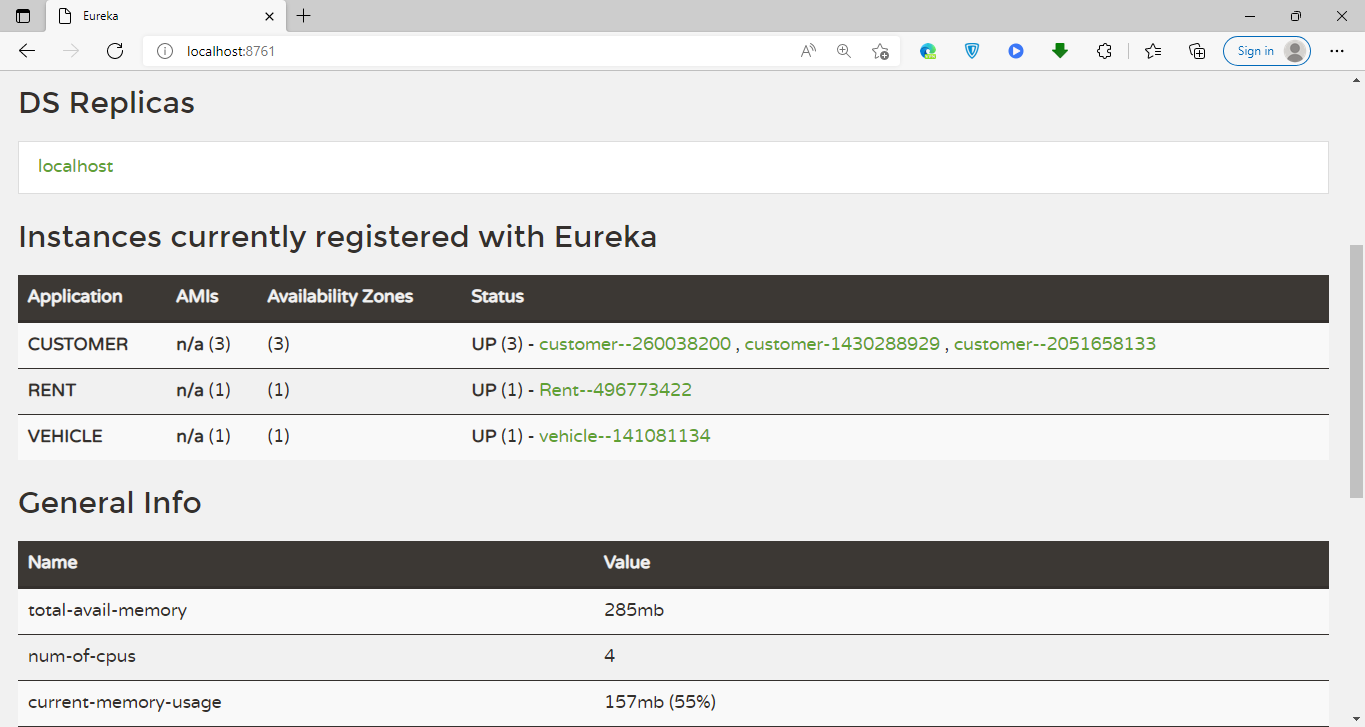 Eureka
localhost:8761
Sign in
DS Replicas
localhost
Instances currently registered with Eureka
Application AMIs Availability Zones Status
CUSTOMER n/a (3) (3) UP (3) - customer--260038200 , customer-1430288929 , customer--2051658133
RENT n/a (1) (1) UP (1) - Rent--496773422
VEHICLE n/a (1) (1) UP (1) - vehicle--141081134
General Info
Name Value
total-avail-memory 285mb
num-of-cpus 4
current-memory-usage 157mb (55%)